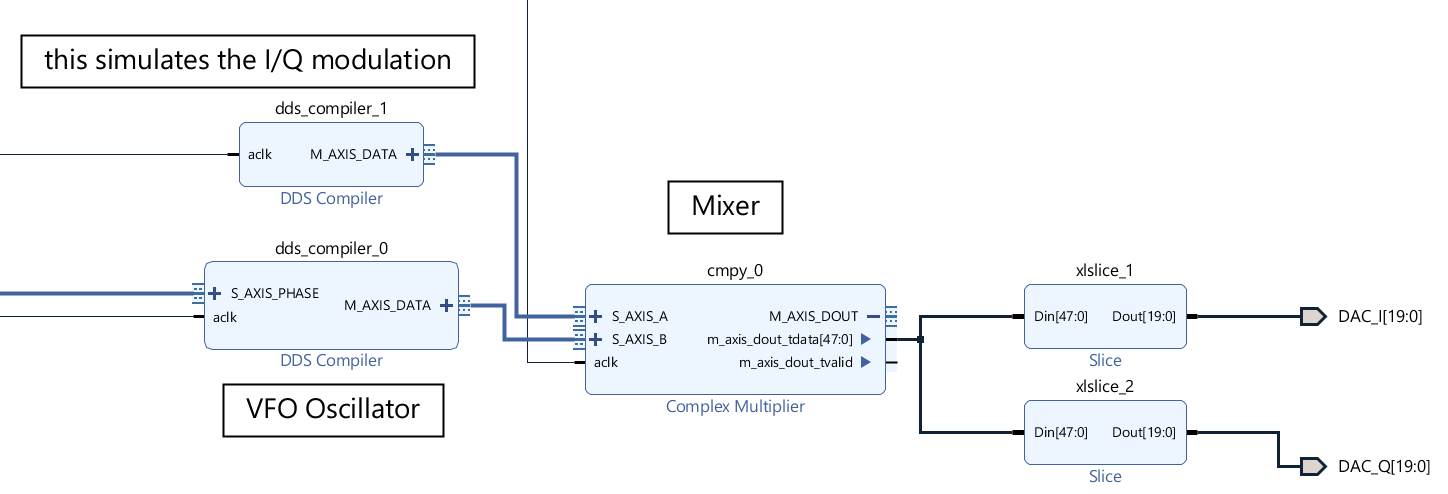 this simulates the I/Q modulation
dds_compiler_1
aclk
M_AXIS_DATA
DDS Compiler
dds_compiler_0
S_AXIS_PHASE
aclk
M_AXIS_DATA
DDS Compiler
VFO Oscillator
Mixer
cmpy_0
S_AXIS_A
S_AXIS_B
aclk
M_AXIS_DOUT
m_axis_dout_tdata[47:0]
m_axis_dout_tvalid
Complex Multiplier
xlslice_1
Din[47:0]
Dout[19:0]
Slice
DAC_I[19:0]
xlslice_2
Din[47:0]
Dout[19:0]
Slice
DAC_Q[19:0]